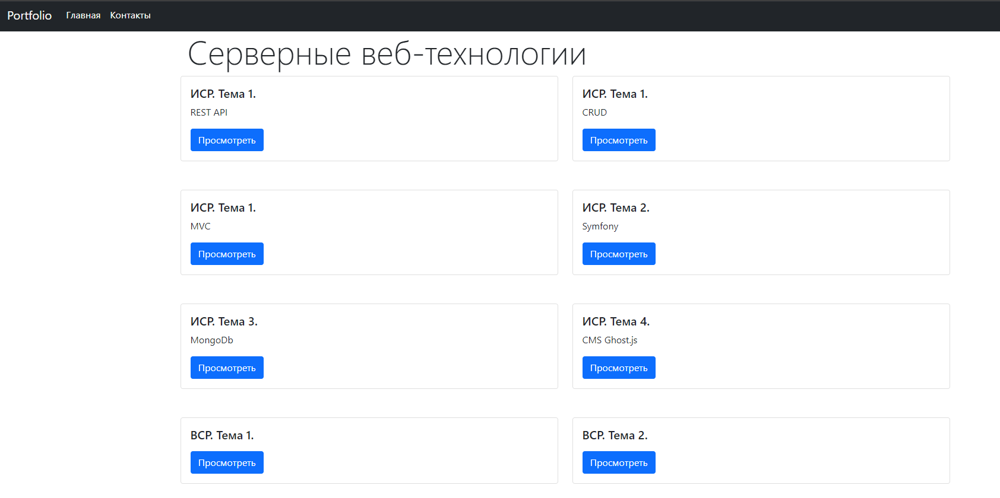 Portfolio Главная Контакты
Серверные веб-технологии
ИСР. Тема 1.
REST API
Просмотреть
ИСР. Тема 1.
CRUD
Просмотреть
ИСР. Тема 1.
MVC
Просмотреть
ИСР. Тема 2.
Symfony
Просмотреть
ИСР. Тема 3.
MongoDb
Просмотреть
ИСР. Тема 4.
CMS Ghost.js
Просмотреть
ВСР. Тема 1.
Просмотреть
ВСР. Тема 2.
Просмотреть